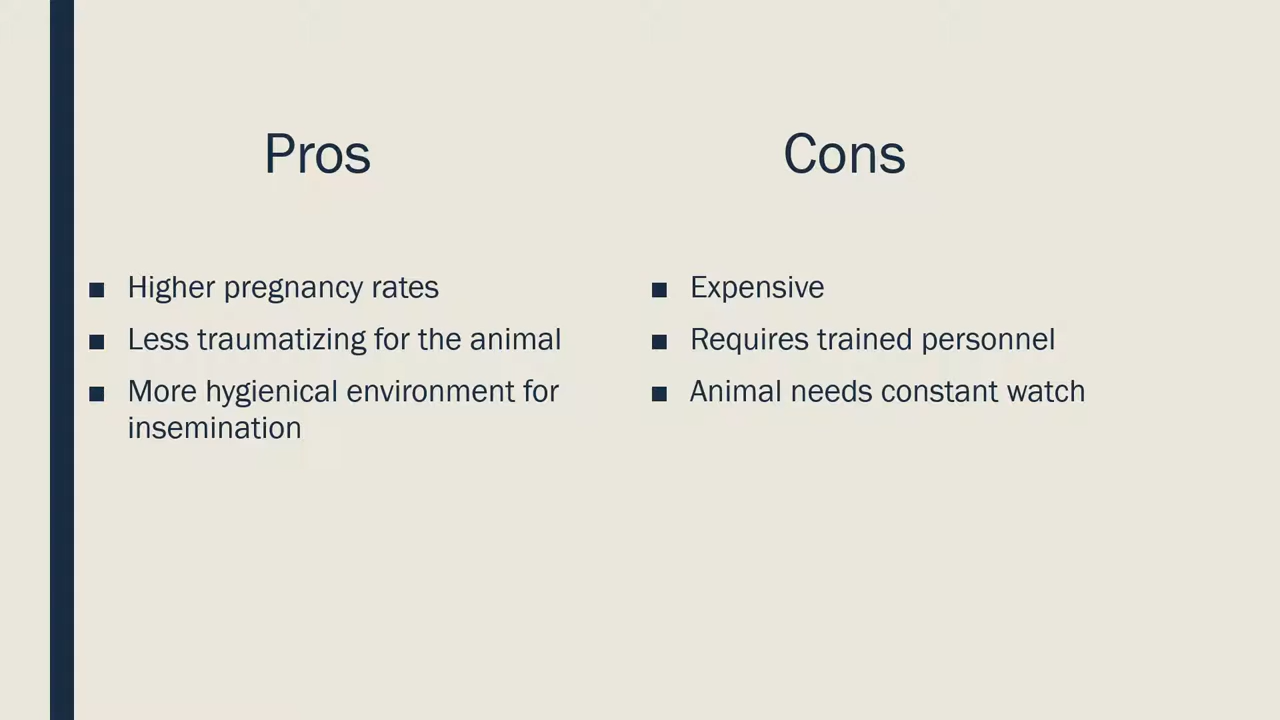 Pros
■ Higher pregnancy rates
■ Less traumatizing for the animal
■ More hygienical environment for
insemination
Cons
■ Expensive
■ Requires trained personnel
■ Animal needs constant watch